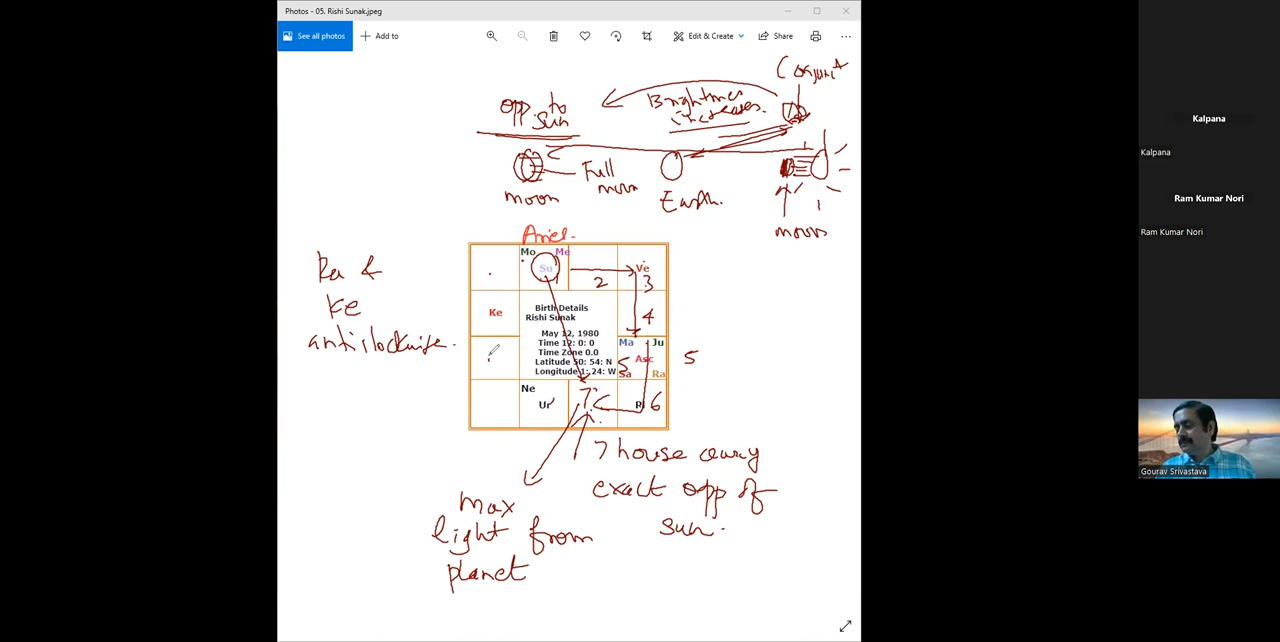 Photos - 05. Rishi Sunak.jpeg
See all photos
Add to
Edit & Create
Share
Conjunt
Brightness
increases.
opp. to
Sun
Full
moon
moon
Earth.
moon
Aries.
Mo Me
Su
Ve
2
3
Ra &
Ke
anticlockwise.
Ke
4
Birth Details
Rishi Sunak
May 12, 1980
Time 12: 0: 0
Time Zone 0.0
Latitude 50: 54: N
Longitude 1: 24: W
Ma Ju
Asc
Sa Ra
5
5
Ne
Ur
7
6
7 house away
exact opp of
sun.
max
light from
planet
Kalpana
Kalpana
Ram Kumar Nori
Ram Kumar Nori
Gourav Srivastava